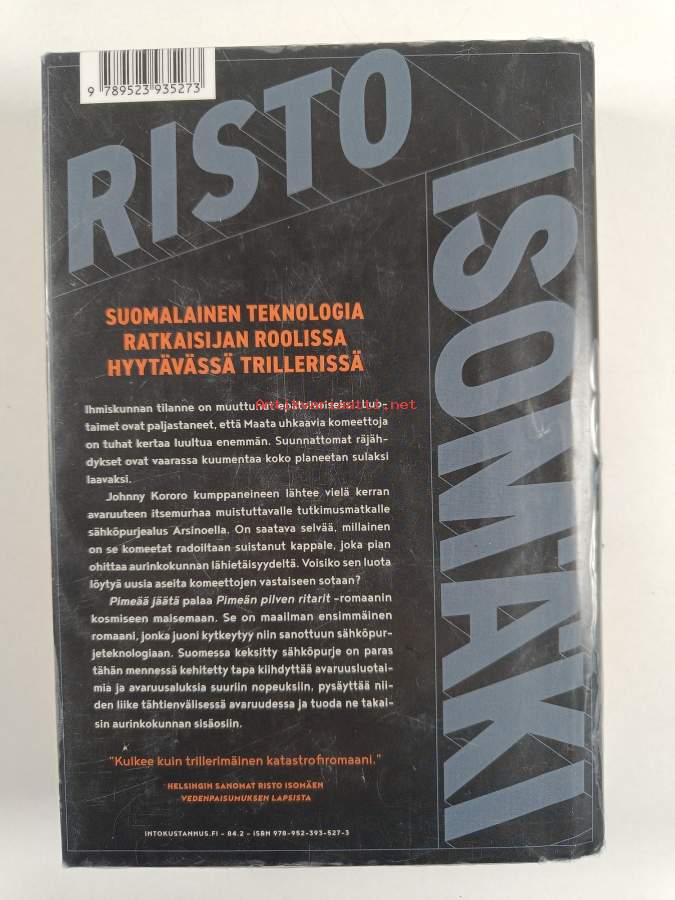 9 789523 935273
RISTO
ISOMÄKI
SUOMALAINEN TEKNOLOGIA
RATKAISIJAN ROOLISSA
HYYTÄVÄSSÄ TRILLERISSÄ
Ihmiskunnan tilanne on muuttunut epätoivoiseksi. Luo-
Antikvariaatti.net
taimet ovat paljastaneet, että Maata uhkaavia komeettoja
on tuhat kertaa luultua enemmän. Suunnattomat räjäh-
dykset ovat vaarassa kuumentaa koko planeetan sulaksi
laavaksi.
Johnny Kororo kumppaneineen lähtee vielä kerran
avaruuteen itsemurhaa muistuttavalle tutkimusmatkalle
sähköpurjealus Arsinoella. On saatava selvää, millainen
on se komeetat radoiltaan suistanut kappale, joka pian
ohittaa aurinkokunnan lähietäisyydeltä. Voisiko sen luota
löytyä uusia aseita komeettojen vastaiseen sotaan?
Pimeää jäätä palaa Pimeän pilven ritarit -romaanin
kosmiseen maisemaan. Se on maailman ensimmäinen
romaani, jonka juoni kytkeytyy niin sanottuun sähköpur-
jeteknologiaan. Suomessa keksitty sähköpurje on paras
tähän mennessä kehitetty tapa kiihdyttää avaruusluotai-
mia ja avaruusaluksia suuriin nopeuksiin, pysäyttää nii-
den liike tähtienvälisessä avaruudessa ja tuoda ne takai-
sin aurinkokunnan sisäosiin.
"Kulkee kuin trillerimäinen katastrofiromaani."
HELSINGIN SANOMAT RISTO ISOMÄEN
VEDENPAISUMUKSEN LAPSISTA
INTOKUSTANNUS.FI – 84.2 – ISBN 978-952-393-527-3